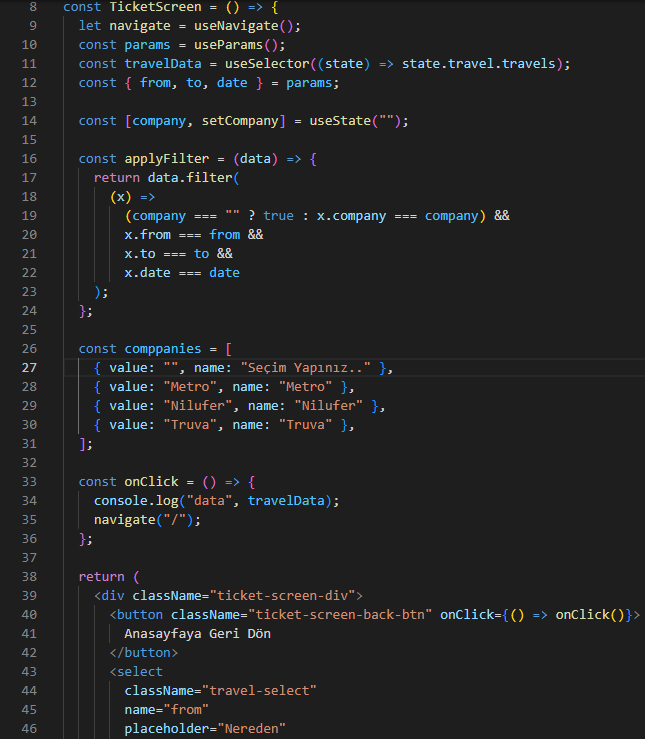 8 const TicketScreen = () => {
9 let navigate = useNavigate();
10 const params = useParams();
11 const travelData = useSelector((state) => state.travel.travels);
12 const { from, to, date } = params;
13
14 const [company, setCompany] = useState("");
15
16 const applyFilter = (data) => {
17 return data.filter(
18 (x) =>
19 (company === "" ? true : x.company === company) &&
20 x.from === from &&
21 x.to === to &&
22 x.date === date
23 );
24 };
25
26 const comppanies = [
27 { value: "", name: "Seçim Yapınız.." },
28 { value: "Metro", name: "Metro" },
29 { value: "Nilufer", name: "Nilufer" },
30 { value: "Truva", name: "Truva" },
31 ];
32
33 const onClick = () => {
34 console.log("data", travelData);
35 navigate("/");
36 };
37
38 return (
39 <div className="ticket-screen-div">
40 <button className="ticket-screen-back-btn" onClick={() => onClick()}>
41 Anasayfaya Geri Dön
42 </button>
43 <select
44 className="travel-select"
45 name="from"
46 placeholder="Nereden"